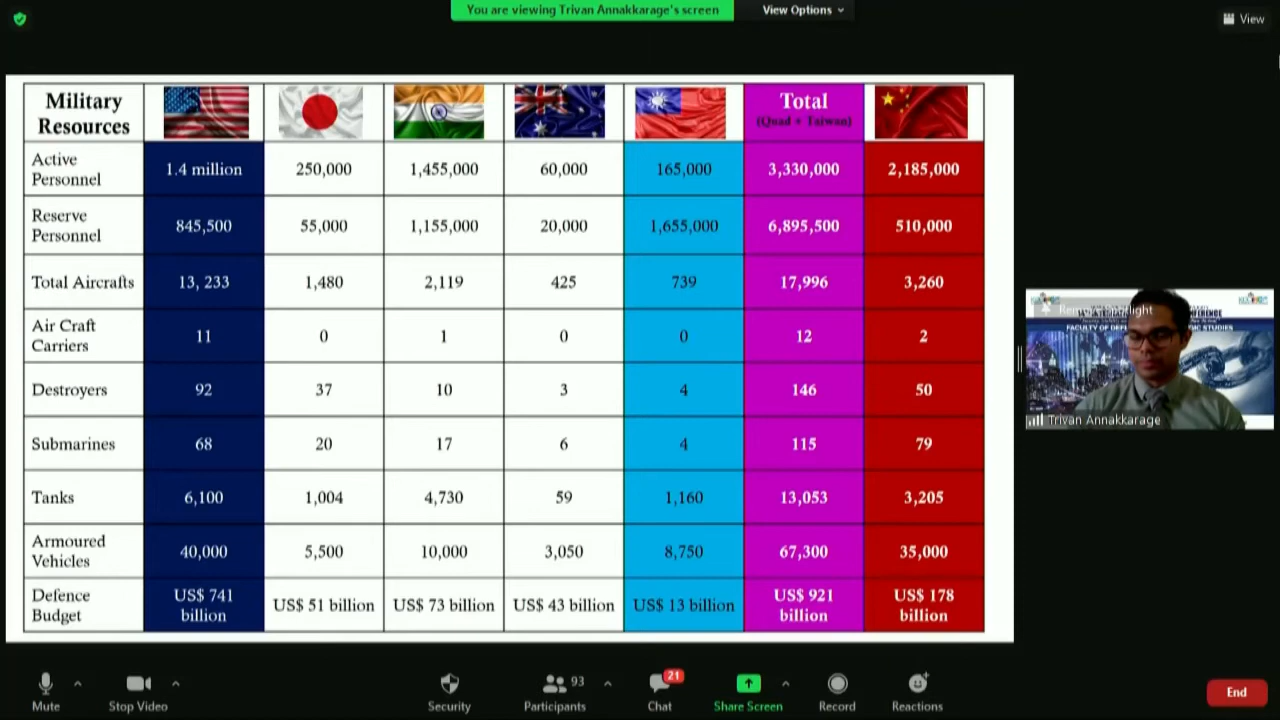 You are viewing Trivan Annakkarage's screen
View Options
View
Military
Resources
Total
(Quad + Taiwan)
Active
Personnel
1.4 million
250,000
1,455,000
60,000
165,000
3,330,000
2,185,000
Reserve
Personnel
845,500
55,000
1,155,000
20,000
1,655,000
6,895,500
510,000
Total Aircrafts
13, 233
1,480
2,119
425
739
17,996
3,260
Air Craft
Carriers
11
0
1
0
0
12
2
Destroyers
92
37
10
3
4
146
50
Submarines
68
20
17
6
4
115
79
Tanks
6,100
1,004
4,730
59
1,160
13,053
3,205
Armoured
Vehicles
40,000
5,500
10,000
3,050
8,750
67,300
35,000
Defence
Budget
US$ 741
billion
US$ 51 billion
US$ 73 billion
US$ 43 billion
US$ 13 billion
US$ 921
billion
US$ 178
billion
FACULTY OF
STUDIES
Trivan Annakkarage
Mute
Stop Video
Security
93
Participants
21
Chat
Share Screen
Record
Reactions
End